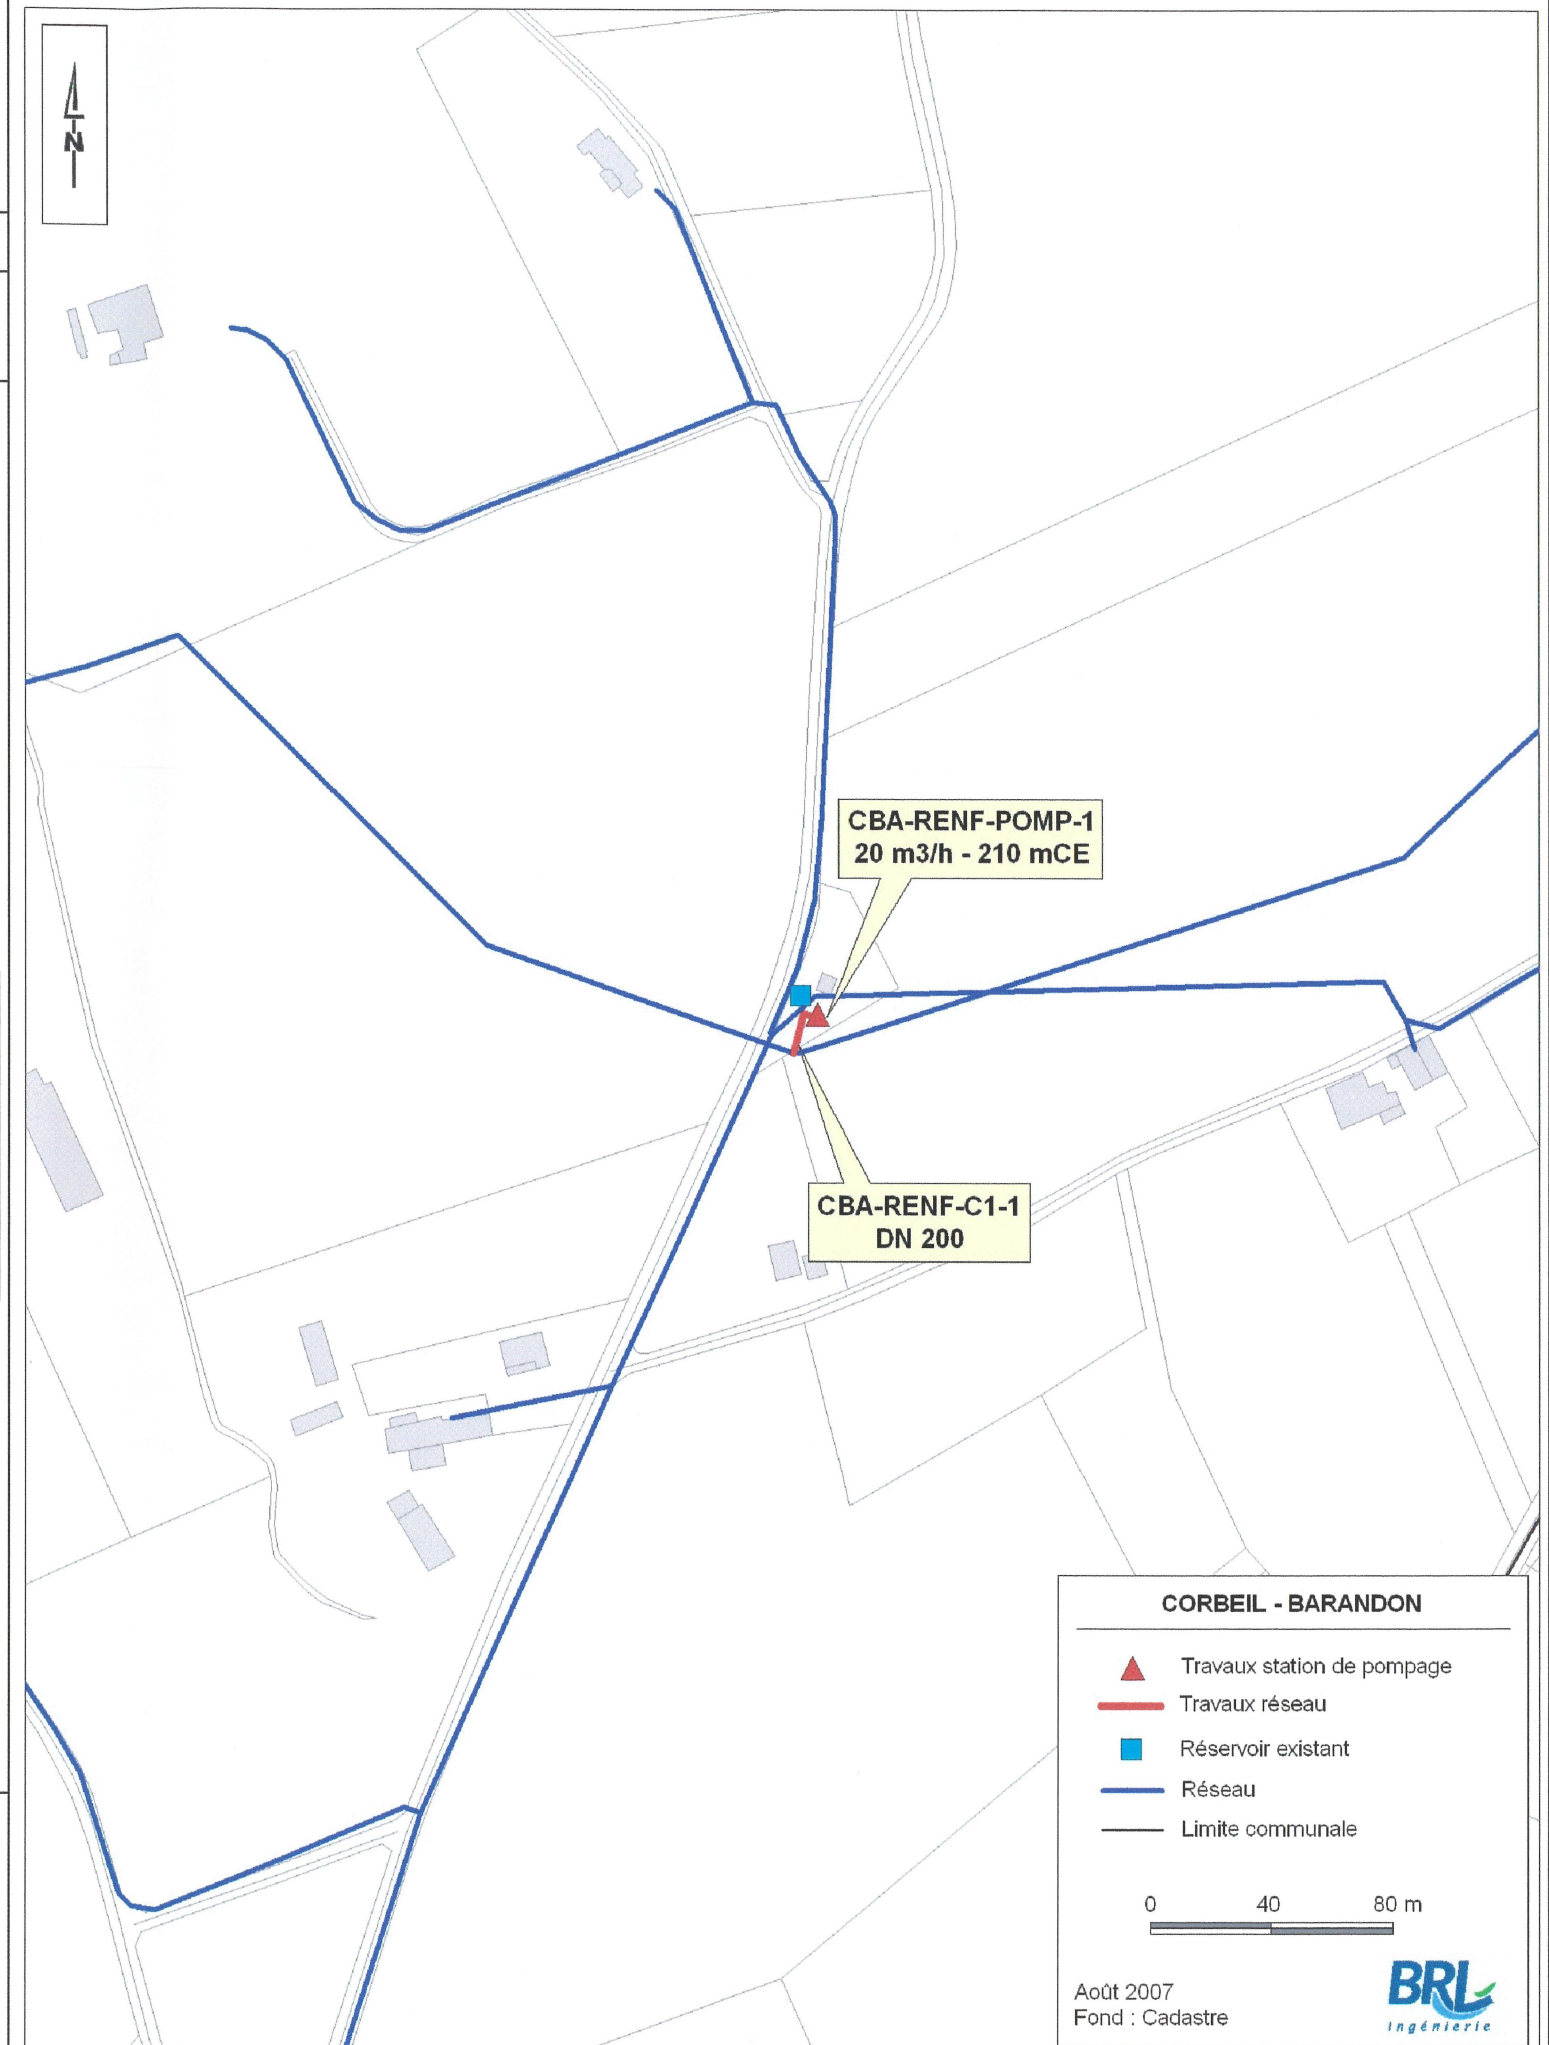 N
CBA-RENF-POMP-1
20 m3/h - 210 mCE
CBA-RENF-C1-1
DN 200
CORBEIL - BARANDON
Travaux station de pompage
Travaux réseau
Réservoir existant
Réseau
Limite communale
0 40 80 m
Août 2007
Fond : Cadastre
BRL
Ingénierie